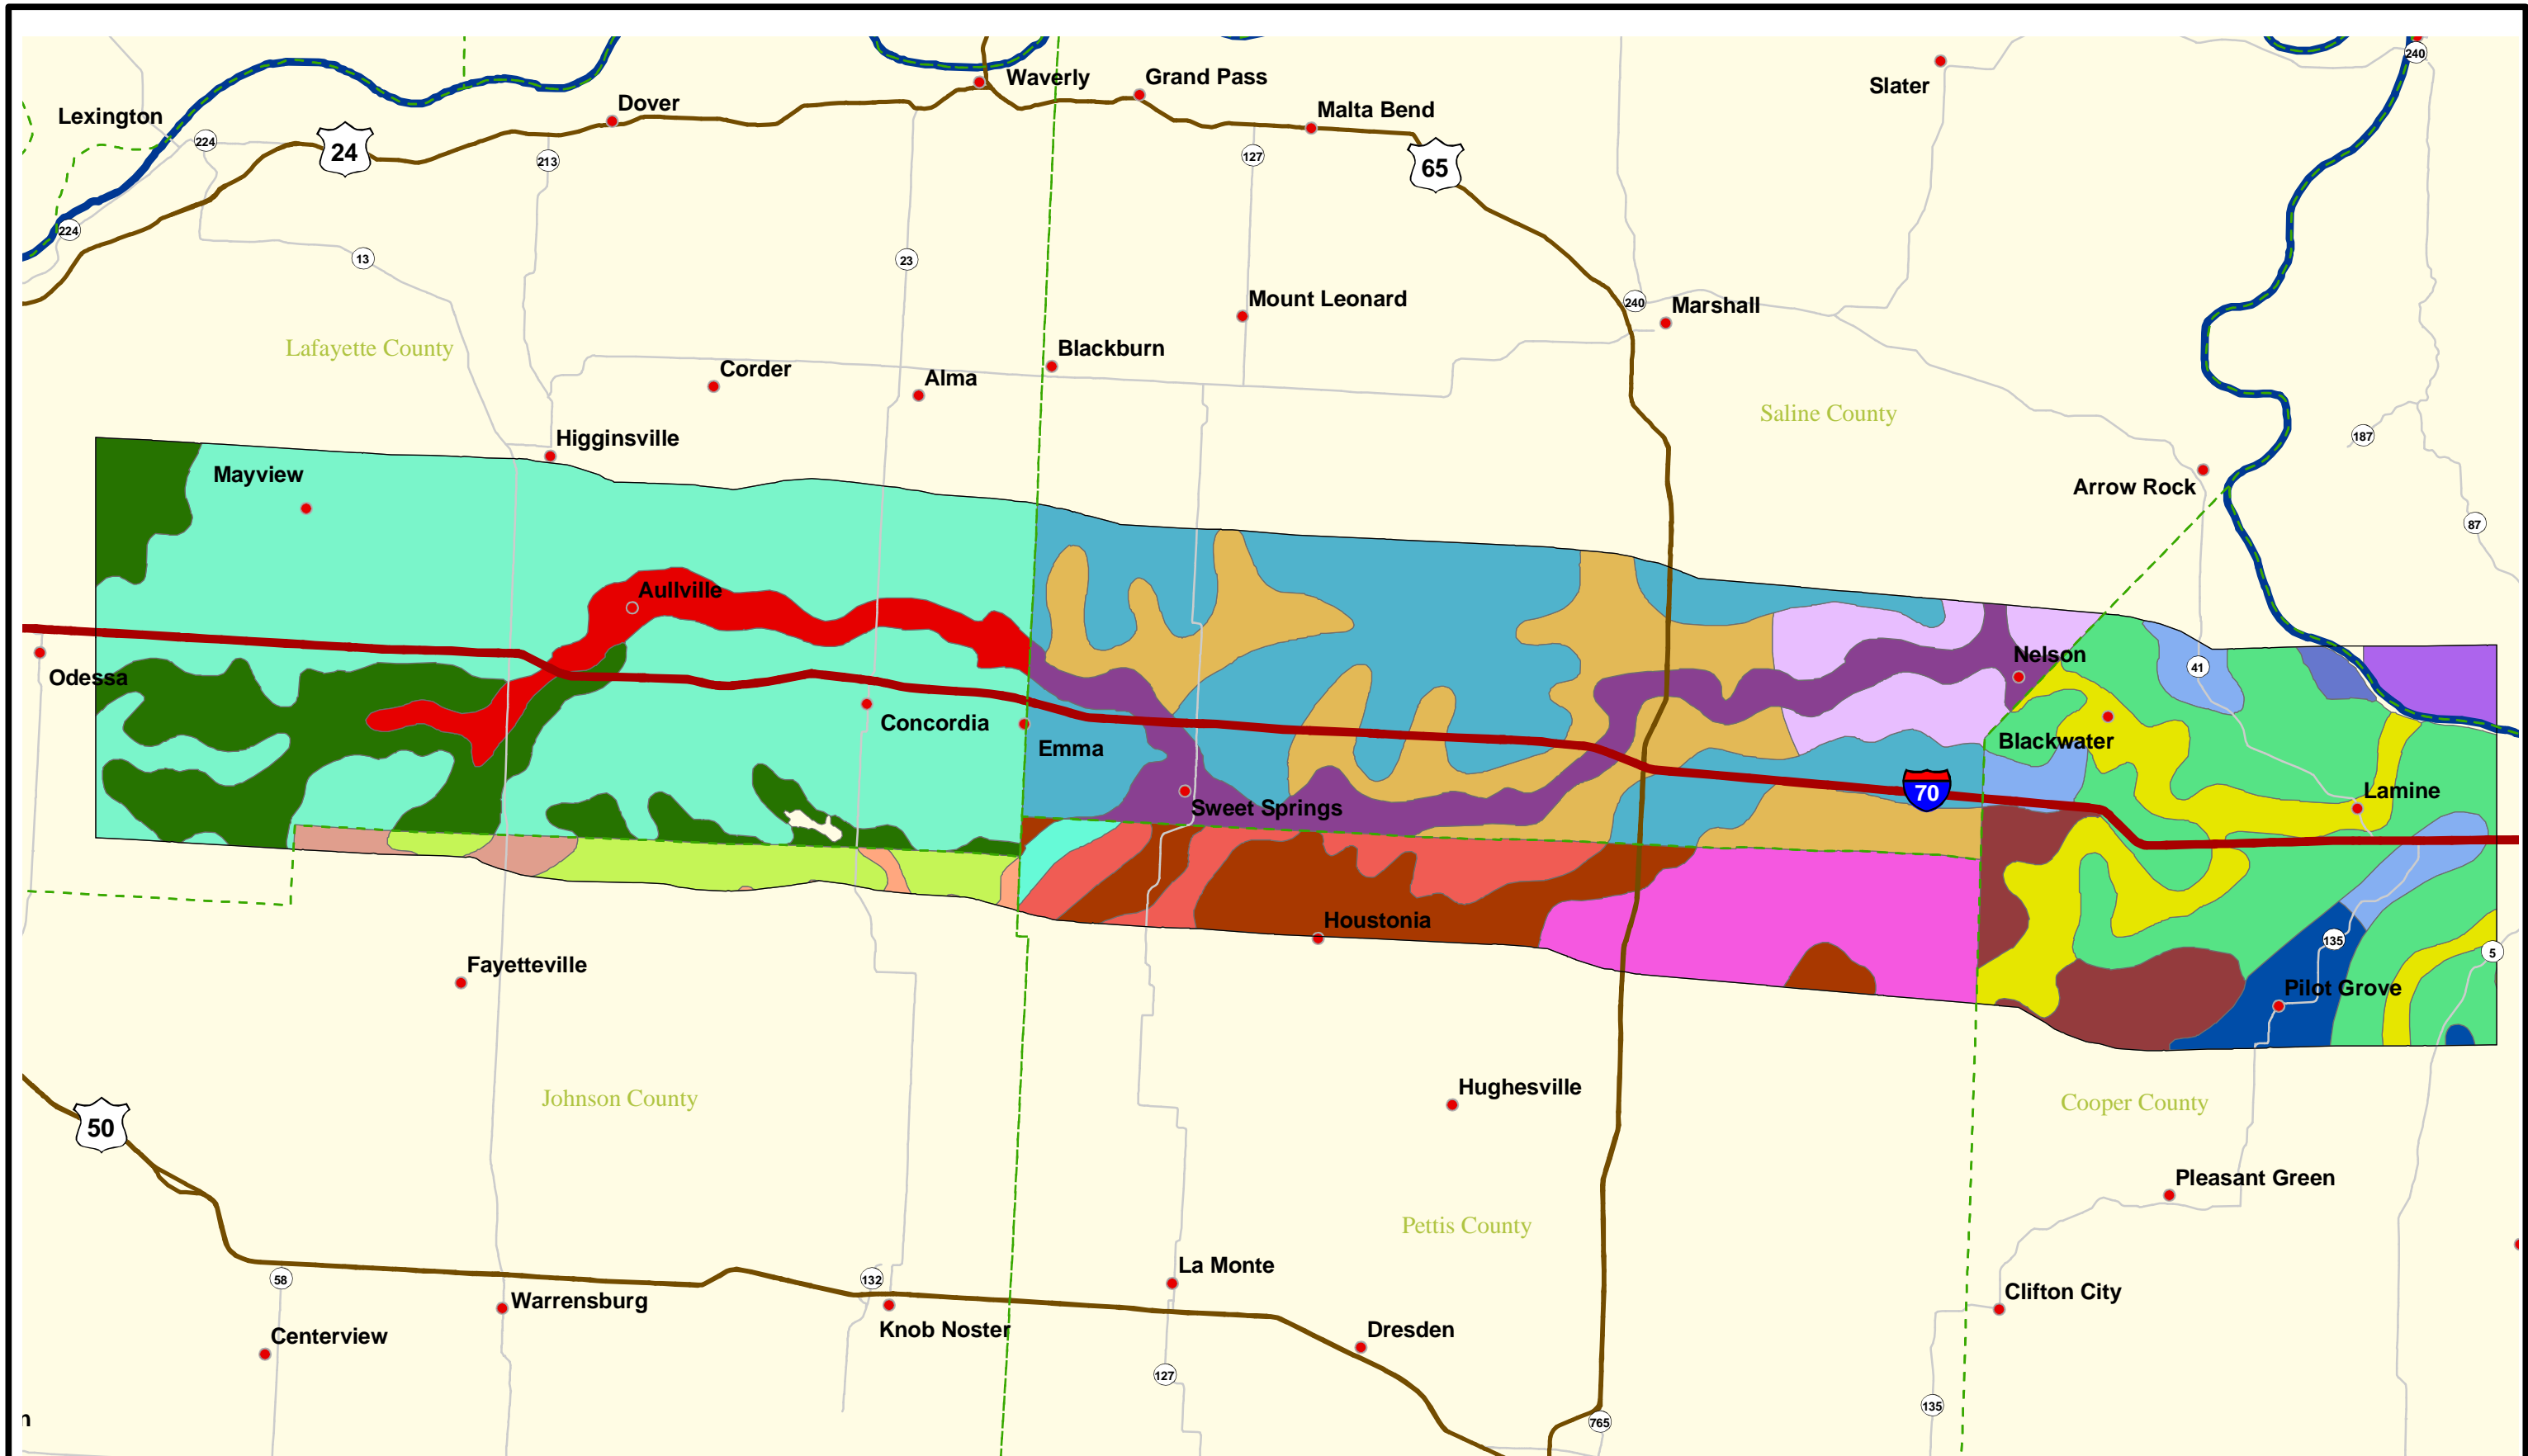 240
Waverly
Grand Pass
Slater
Dover
Malta Bend
Lexington
224
24
213
127
65
224
13
23
240
Mount Leonard
Marshall
Lafayette County
Blackburn
Corder
Alma
Saline County
Higginsville
187
Mayview
Arrow Rock
87
Aullville
Nelson
41
Odessa
Concordia
Emma
Blackwater
Sweet Springs
70
Lamine
Houstonia
135
5
Fayetteville
Pilot Grove
Hughesville
Johnson County
Cooper County
50
Pleasant Green
Pettis County
La Monte
58
132
Warrensburg
Clifton City
Centerview
Knob Noster
Dresden
127
135
n
765